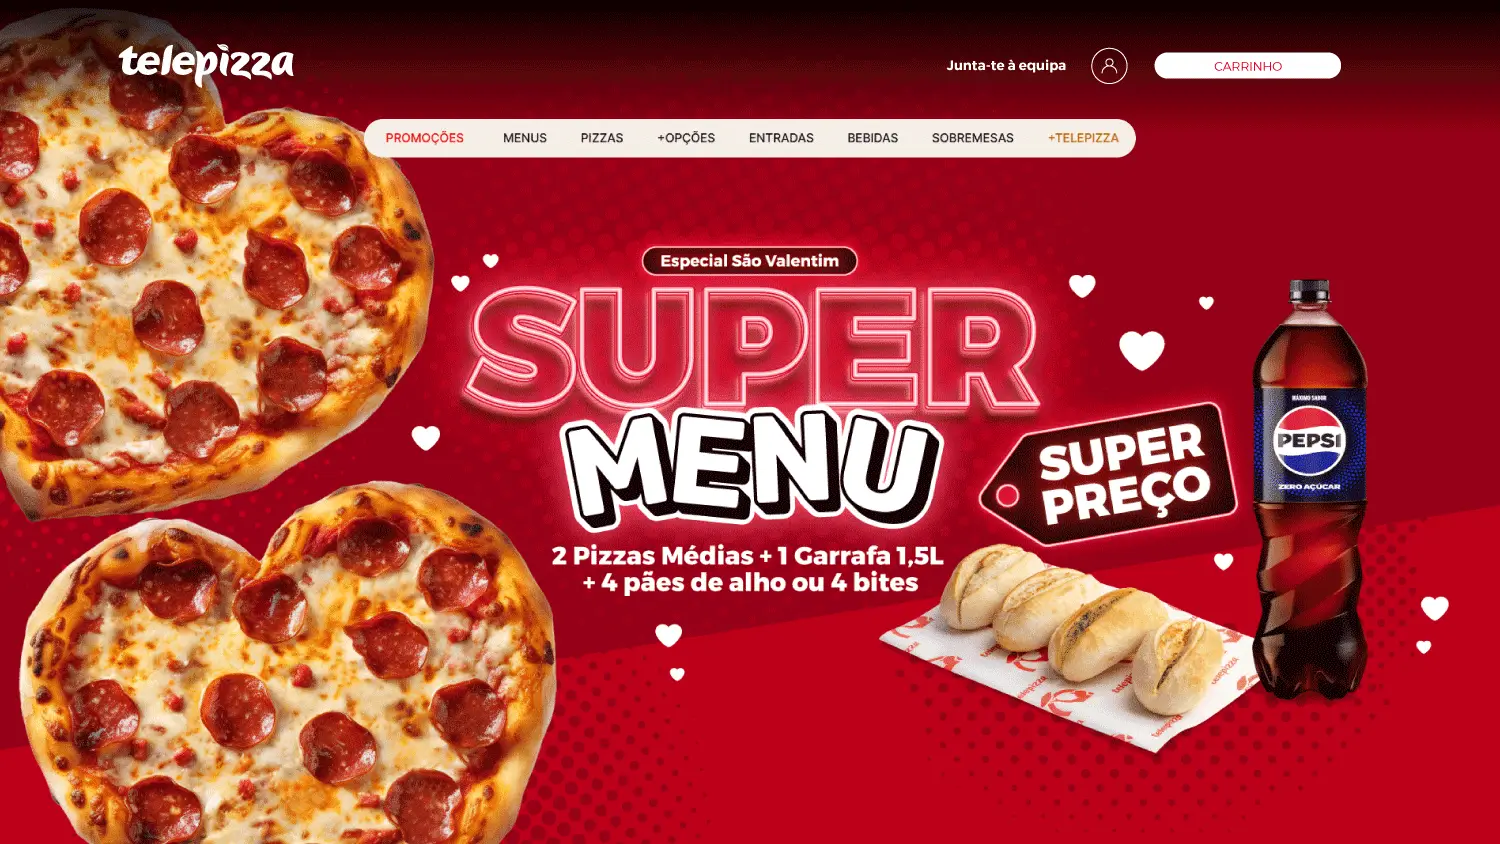 telepizza
Junta-te à equipa
CARRINHO
PROMOÇÕES MENUS PIZZAS +OPÇÕES ENTRADAS BEBIDAS SOBREMESAS +TELEPIZZA
Especial São Valentim
SUPER
MENU
2 Pizzas Médias + 1 Garrafa 1,5L
+ 4 pães de alho ou 4 bites
SUPER
PREÇO
MÁXIMO SABOR
PEPSI
ZERO AÇÚCAR
telepizza
telepizza
telepizza